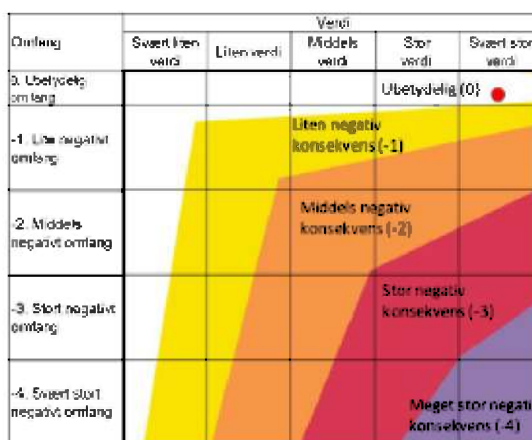 Verdi
Omfang
Svært liten
verdi
Liten verdi
Middels
verdi
Stor
verdi
Svært stor
verdi
0. Ubetydelig
omfang
Ubetydelig (0)
-1. Lite negativt
omfang
Liten negativ
konsekvens (-1)
-2. Middels
negativt omfang
Middels negativ
konsekvens (-2)
-3. Stort negativt
omfang
Stor negativ
konsekvens (-3)
-4. Svært stort
negativt omfang
Meget stor negati
konsekvens (-4)